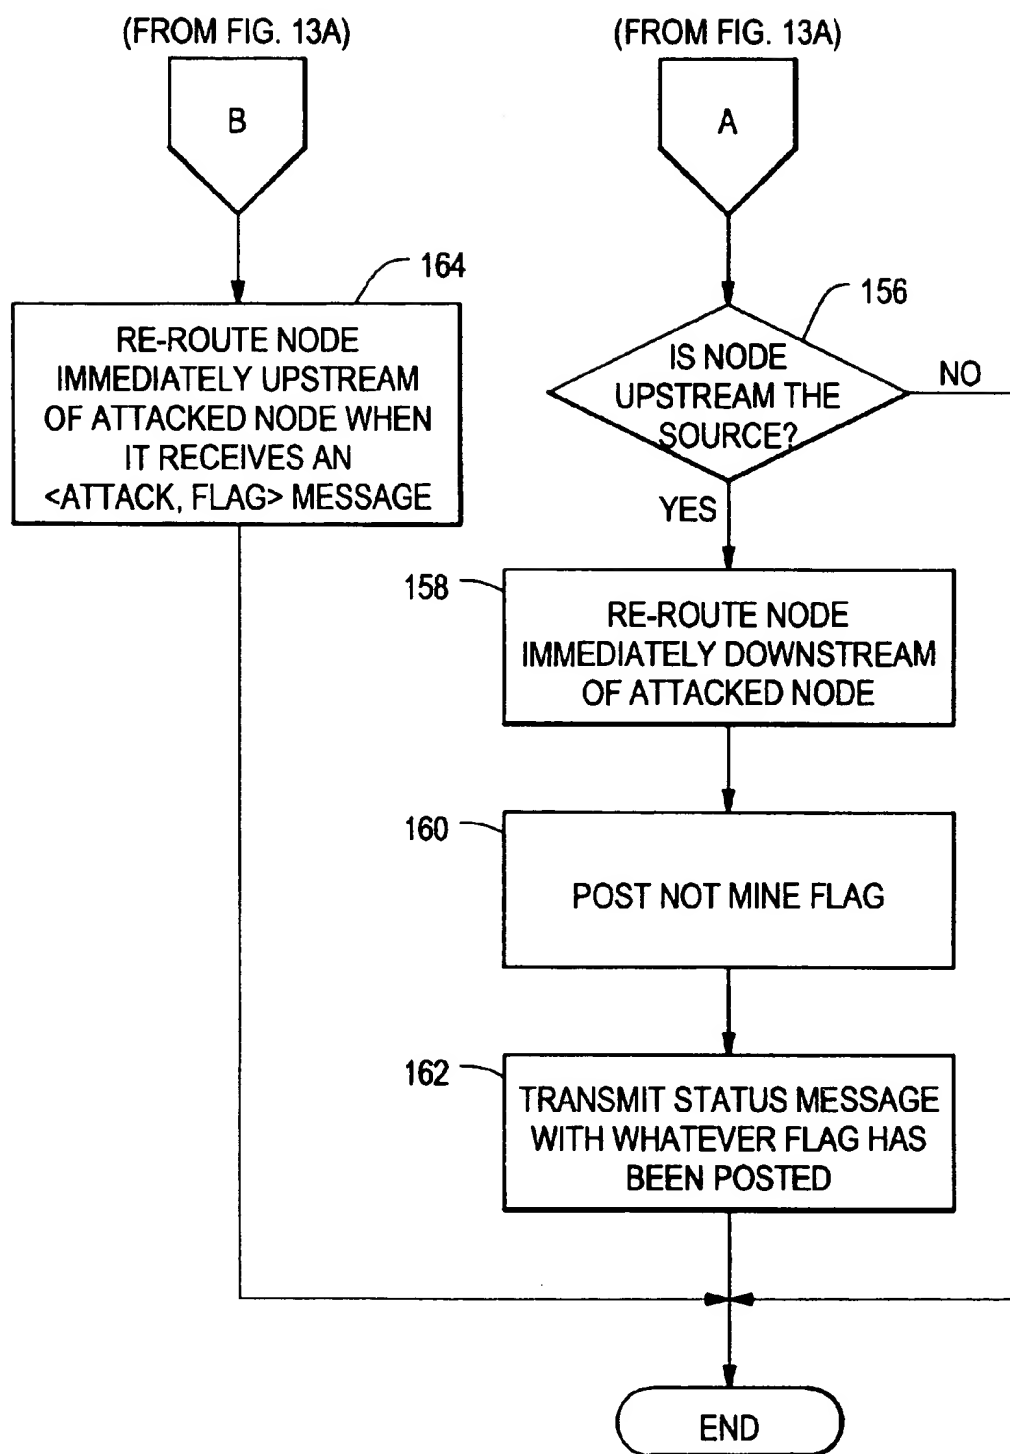 (FROM FIG. 13A)
B
164
RE-ROUTE NODE
IMMEDIATELY UPSTREAM
OF ATTACKED NODE WHEN
IT RECEIVES AN
<ATTACK, FLAG> MESSAGE
(FROM FIG. 13A)
A
156
IS NODE
UPSTREAM THE
SOURCE?
NO
YES
158
RE-ROUTE NODE
IMMEDIATELY DOWNSTREAM
OF ATTACKED NODE
160
POST NOT MINE FLAG
162
TRANSMIT STATUS MESSAGE
WITH WHATEVER FLAG HAS
BEEN POSTED
END